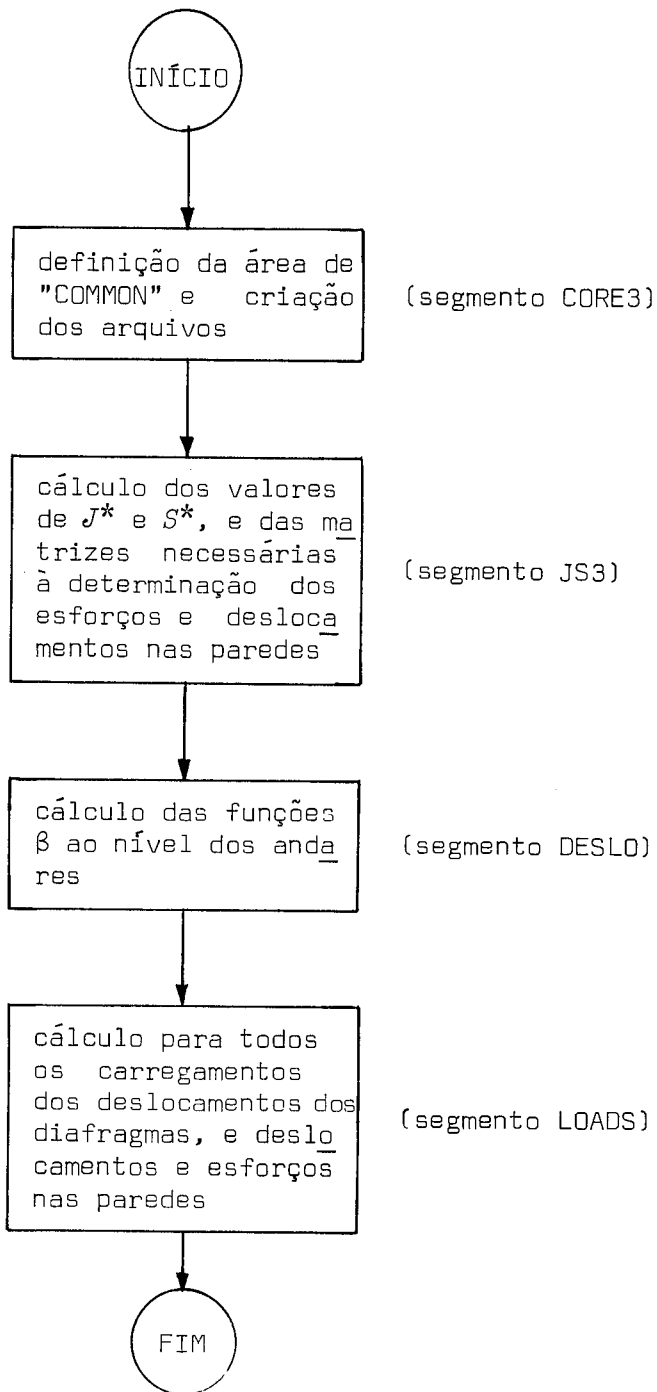 INÍCIO
definição da área de
"COMMON" e criação
dos arquivos
(segmento CORE3)
cálculo dos valores
de J* e S*, e das ma
trizes necessárias
à determinação dos
esforços e desloca
mentos nas paredes
(segmento JS3)
cálculo das funções
β ao nível dos anda
res
(segmento DESLO)
cálculo para todos
os carregamentos
dos deslocamentos dos
diafragmas, e deslo
camentos e esforços
nas paredes
(segmento LOADS)
FIM